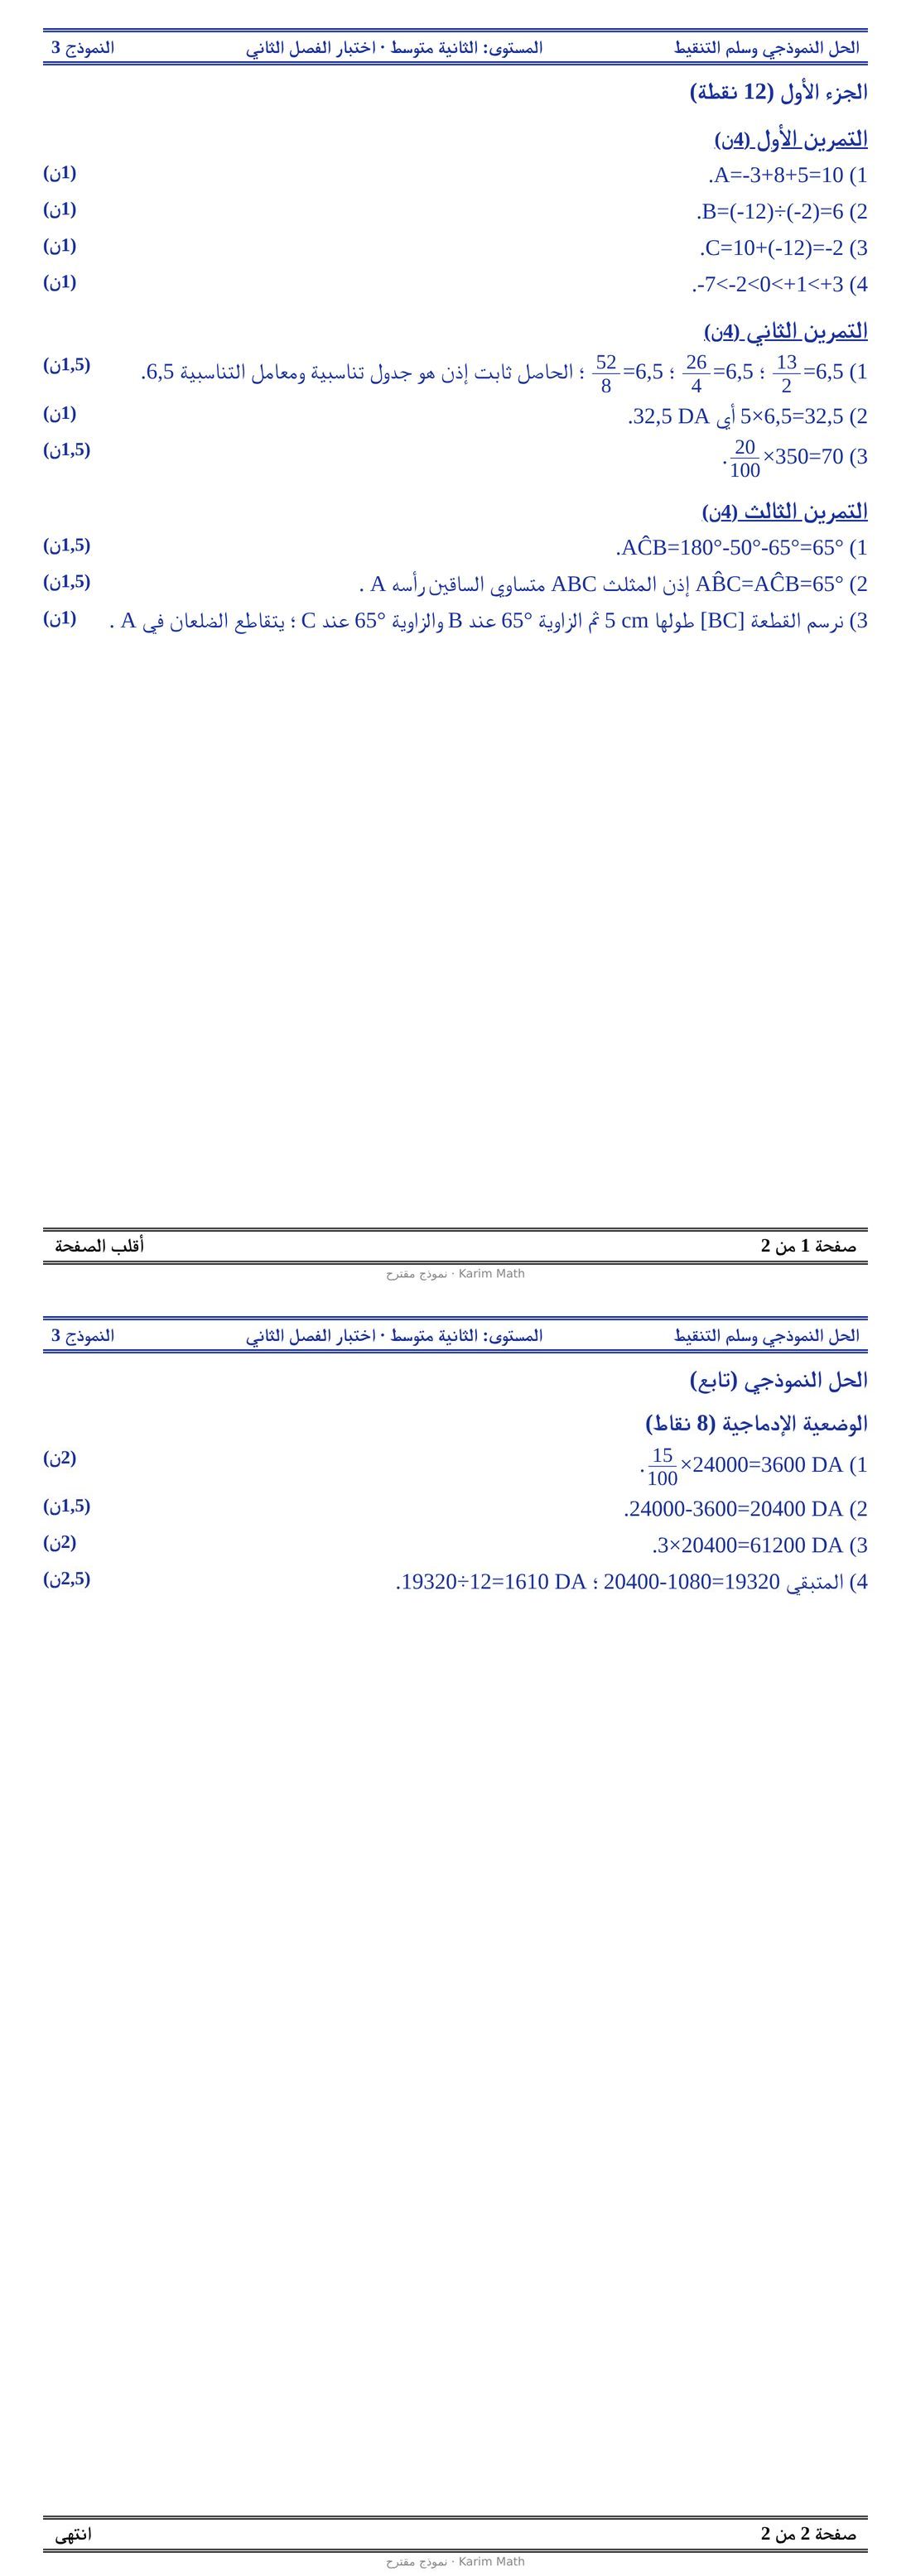 الحل النموذجي وسلم التنقيط المستوى: الثانية متوسط · اختبار الفصل الثاني النموذج 3
الجزء الأول (12 نقطة)
التمرين الأول (4ن)
1) A=-3+8+5=10. (1ن)
2) B=(-12)÷(-2)=6. (1ن)
3) C=10+(-12)=-2. (1ن)
4) -7<-2<0<+1<+3. (1ن)
التمرين الثاني (4ن)
1) 13/2=6,5 ؛ 26/4=6,5 ؛ 52/8=6,5 ؛ الحاصل ثابت إذن هو جدول تناسبية ومعامل التناسبية 6,5. (1,5ن)
2) 5×6,5=32,5 أي 32,5 DA. (1ن)
3) 20/100×350=70. (1,5ن)
التمرين الثالث (4ن)
1) AĈB=180°-50°-65°=65°. (1,5ن)
2) AB̂C=AĈB=65° إذن المثلث ABC متساوي الساقين رأسه A . (1,5ن)
3) نرسم القطعة [BC] طولها 5 cm ثم الزاوية 65° عند B والزاوية 65° عند C ؛ يتقاطع الضلعان في A . (1ن)
صفحة 1 من 2 أقلب الصفحة
Karim Math · نموذج مقترح
الحل النموذجي وسلم التنقيط المستوى: الثانية متوسط · اختبار الفصل الثاني النموذج 3
الحل النموذجي (تابع)
الوضعية الإدماجية (8 نقاط)
1) 15/100×24000=3600 DA. (2ن)
2) 24000-3600=20400 DA. (1,5ن)
3) 3×20400=61200 DA. (2ن)
4) المتبقي 20400-1080=19320 ؛ 19320÷12=1610 DA. (2,5ن)
صفحة 2 من 2 انتهى
Karim Math · نموذج مقترح